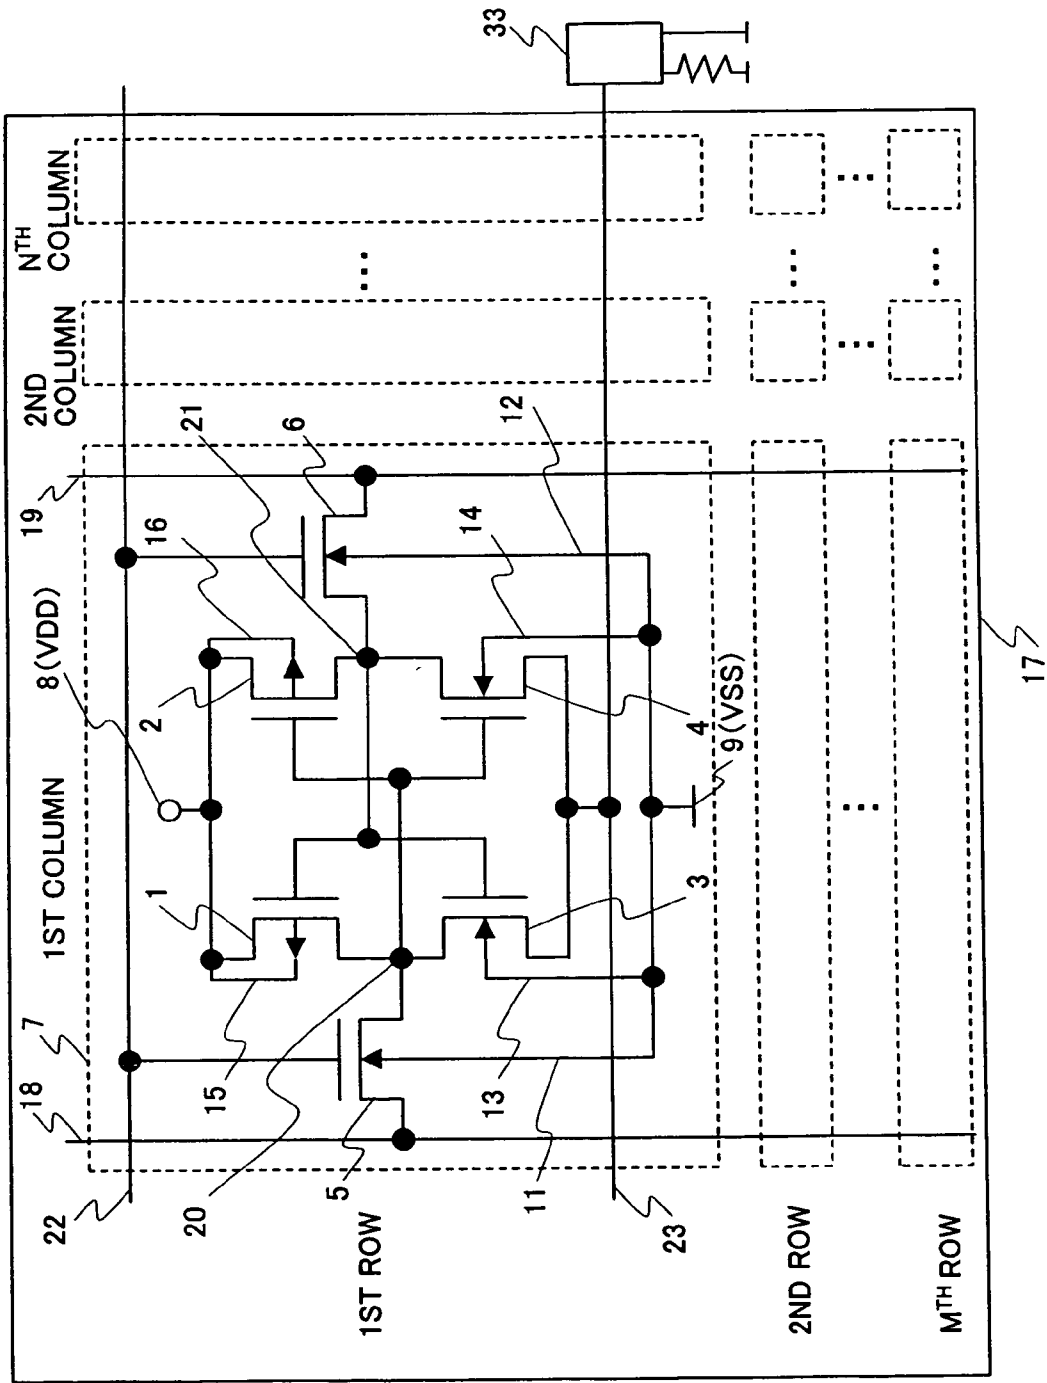 33
NTH COLUMN
2ND COLUMN
1ST COLUMN
19
16
21
6
12
8(VDD)
2
14
4
9(VSS)
17
1
3
18
7
15
13
22
20
5
11
23
1ST ROW
2ND ROW
MTH ROW